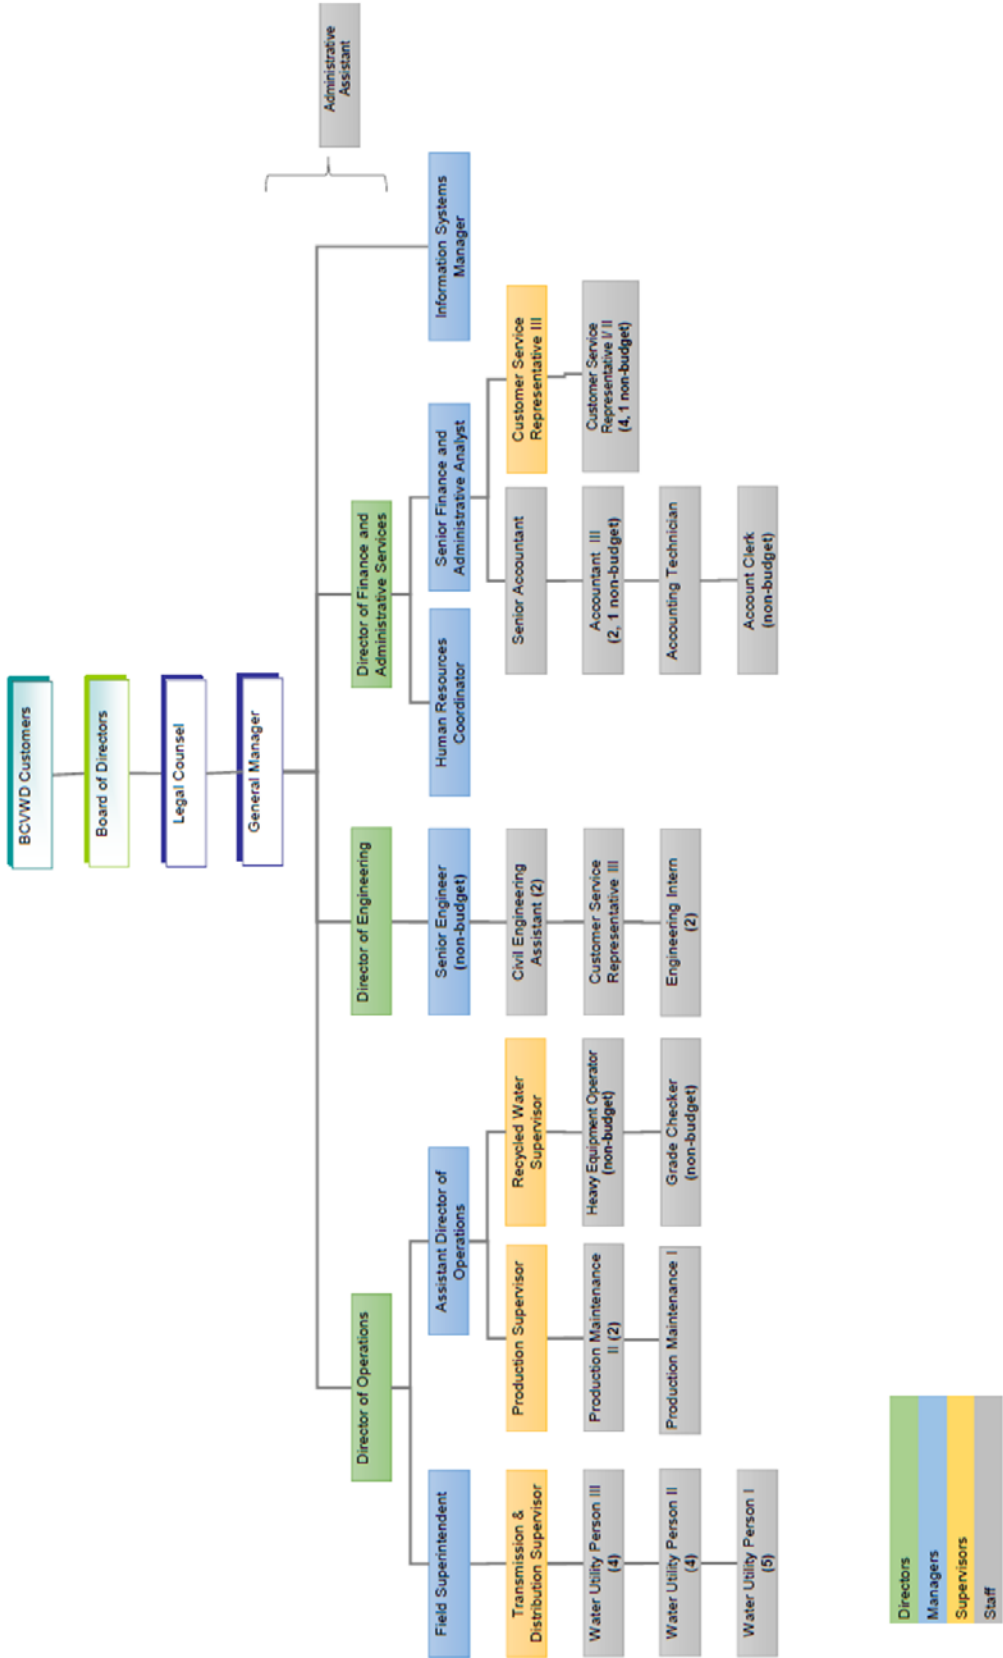 BCVWD Customers
Board of Directors
Legal Counsel
General Manager
Administrative
Assistant
Director of Operations
Director of Engineering
Director of Finance and
Administrative Services
Field Superintendent
Assistant Director of
Operations
Senior Engineer
(non-budget)
Human Resources
Coordinator
Senior Finance and
Administrative Analyst
Information Systems
Manager
Transmission &
Distribution Supervisor
Production Supervisor
Recycled Water
Supervisor
Civil Engineering
Assistant (2)
Senior Accountant
Customer Service
Representative III
Water Utility Person III
(4)
Production Maintenance
II (2)
Heavy Equipment Operator
(non-budget)
Customer Service
Representative III
Accountant III
(2, 1 non-budget)
Customer Service
Representative I/ II
(4, 1 non-budget)
Water Utility Person II
(4)
Production Maintenance I
Grade Checker
(non-budget)
Engineering Intern
(2)
Accounting Technician
Water Utility Person I
(5)
Account Clerk
(non-budget)
Directors
Managers
Supervisors
Staff